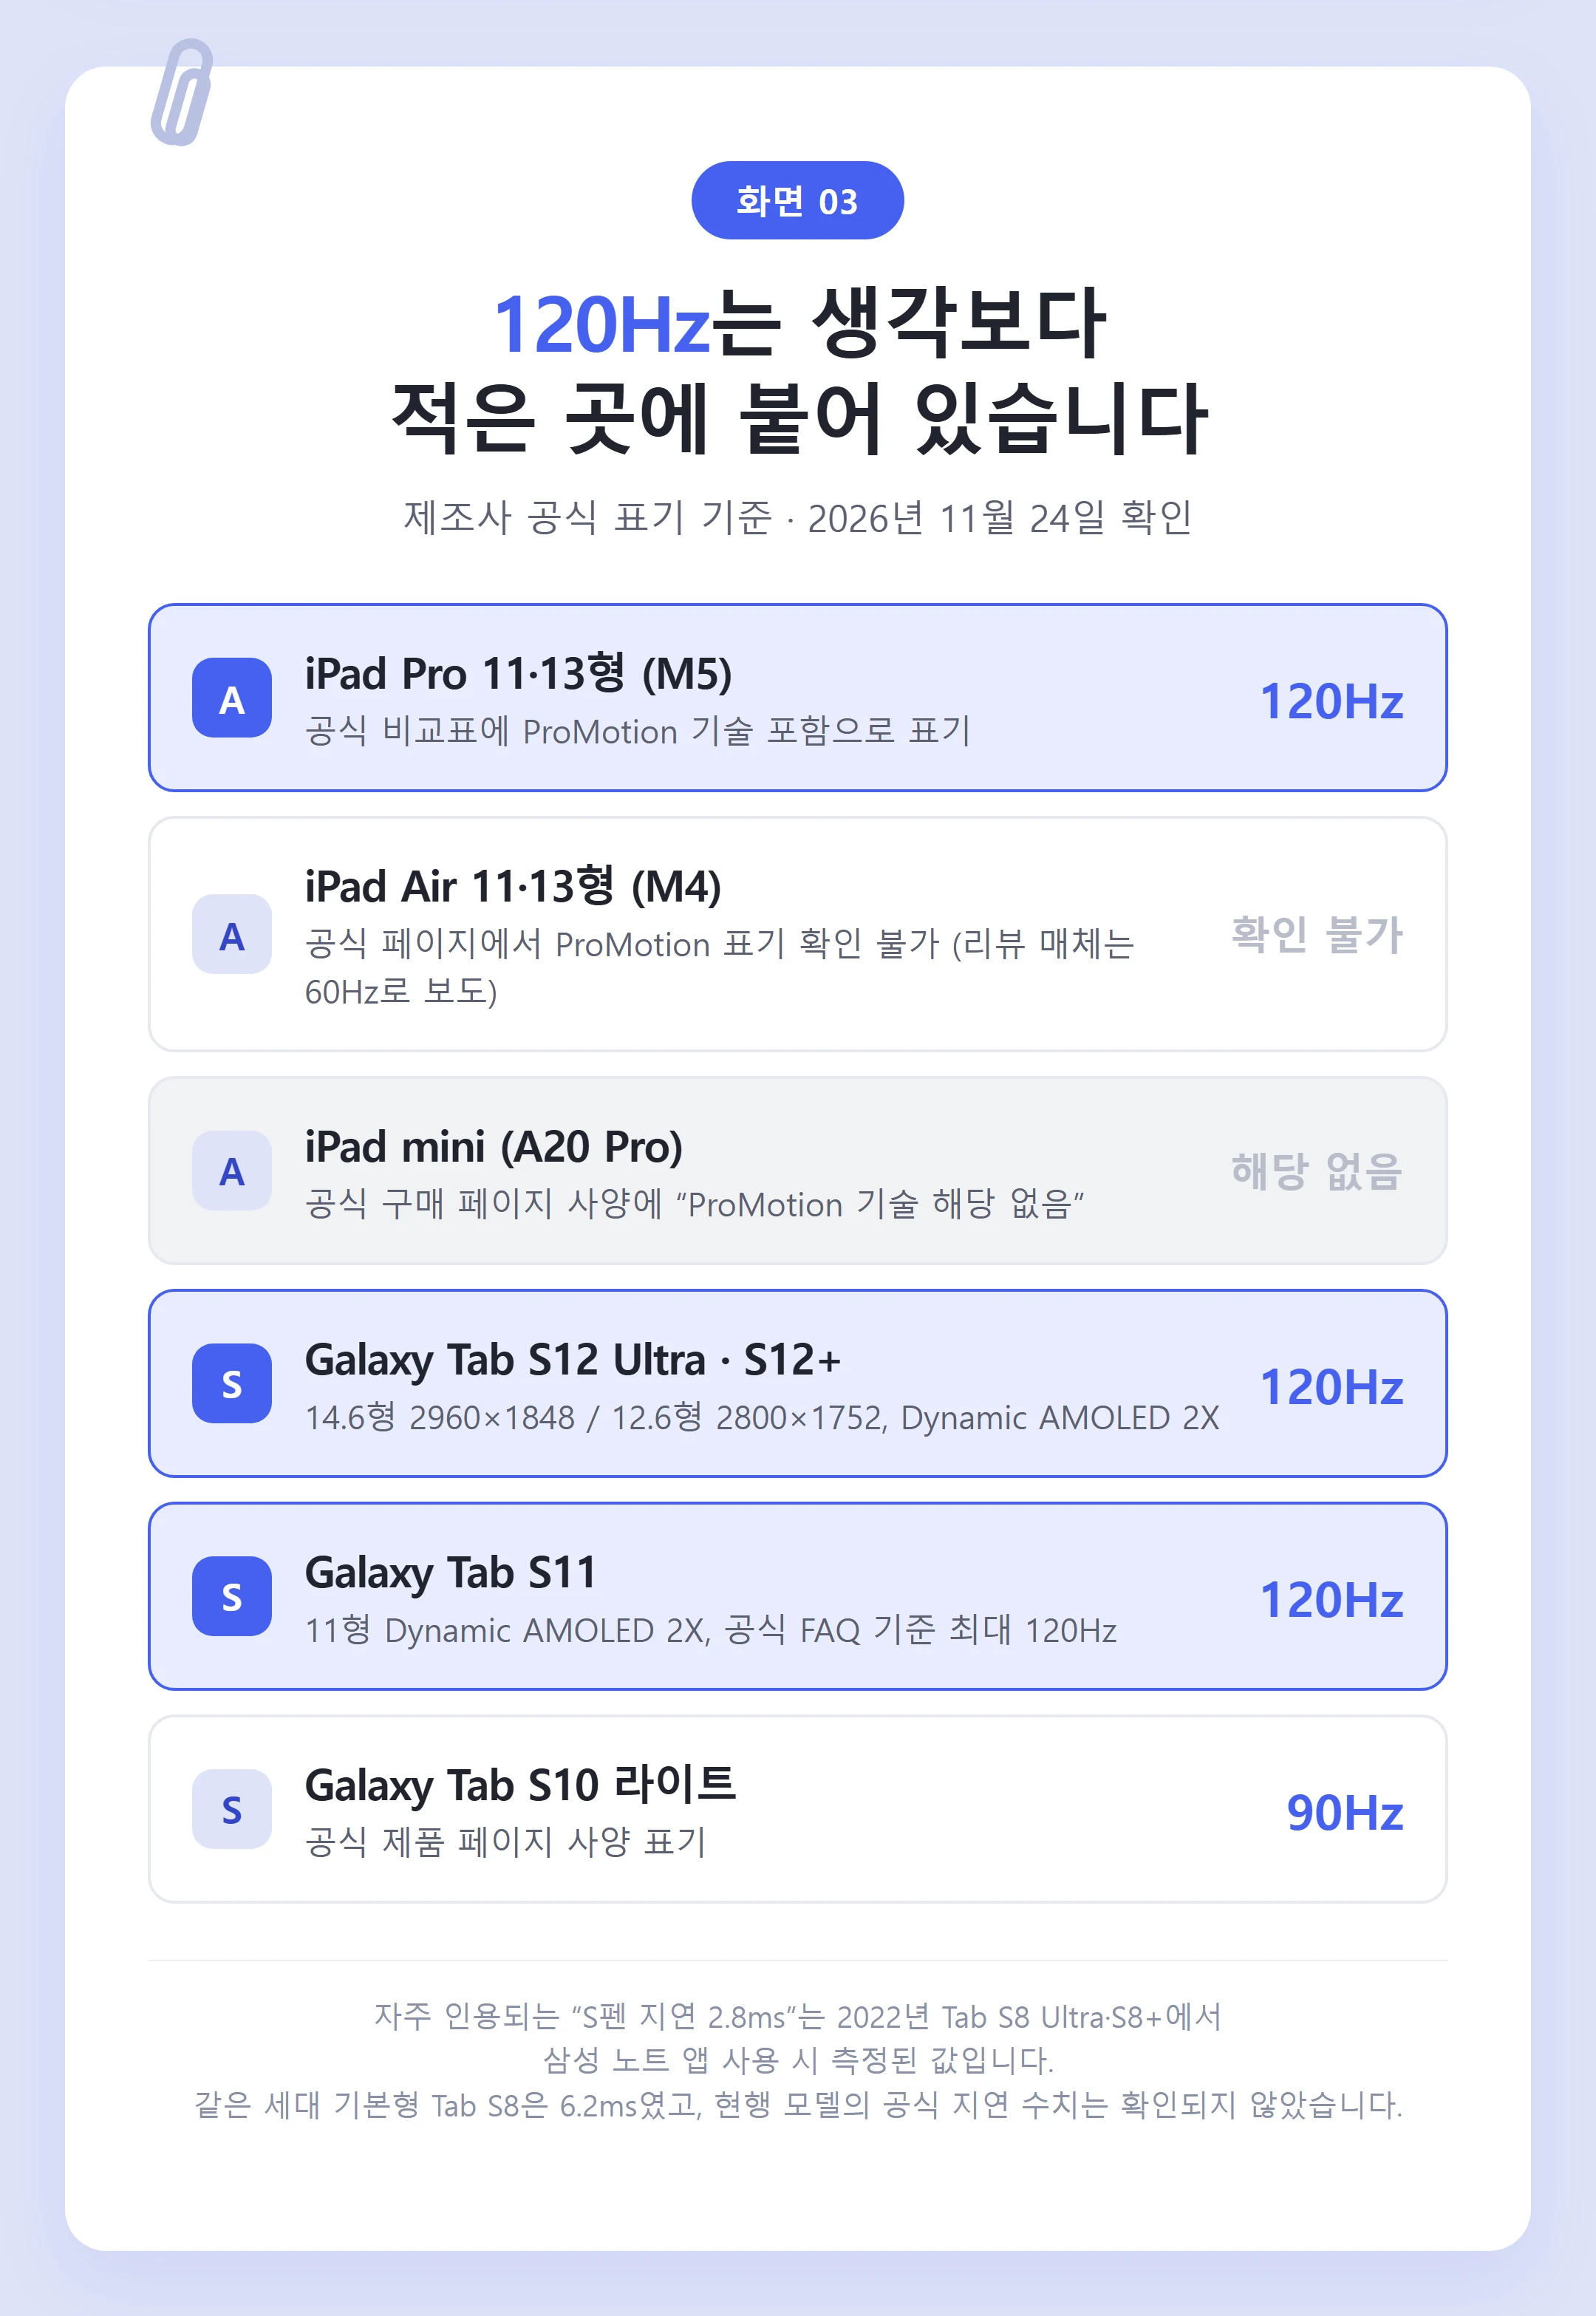 화면 03
120Hz는 생각보다
적은 곳에 붙어 있습니다
제조사 공식 표기 기준 · 2026년 11월 24일 확인
A
iPad Pro 11·13형 (M5)
공식 비교표에 ProMotion 기술 포함으로 표기
120Hz
A
iPad Air 11·13형 (M4)
공식 페이지에서 ProMotion 표기 확인 불가 (리뷰 매체는
60Hz로 보도)
확인 불가
A
iPad mini (A20 Pro)
공식 구매 페이지 사양에 “ProMotion 기술 해당 없음”
해당 없음
S
Galaxy Tab S12 Ultra · S12+
14.6형 2960×1848 / 12.6형 2800×1752, Dynamic AMOLED 2X
120Hz
S
Galaxy Tab S11
11형 Dynamic AMOLED 2X, 공식 FAQ 기준 최대 120Hz
120Hz
S
Galaxy Tab S10 라이트
공식 제품 페이지 사양 표기
90Hz
자주 인용되는 “S펜 지연 2.8ms”는 2022년 Tab S8 Ultra·S8+에서
삼성 노트 앱 사용 시 측정된 값입니다.
같은 세대 기본형 Tab S8은 6.2ms였고, 현행 모델의 공식 지연 수치는 확인되지 않았습니다.